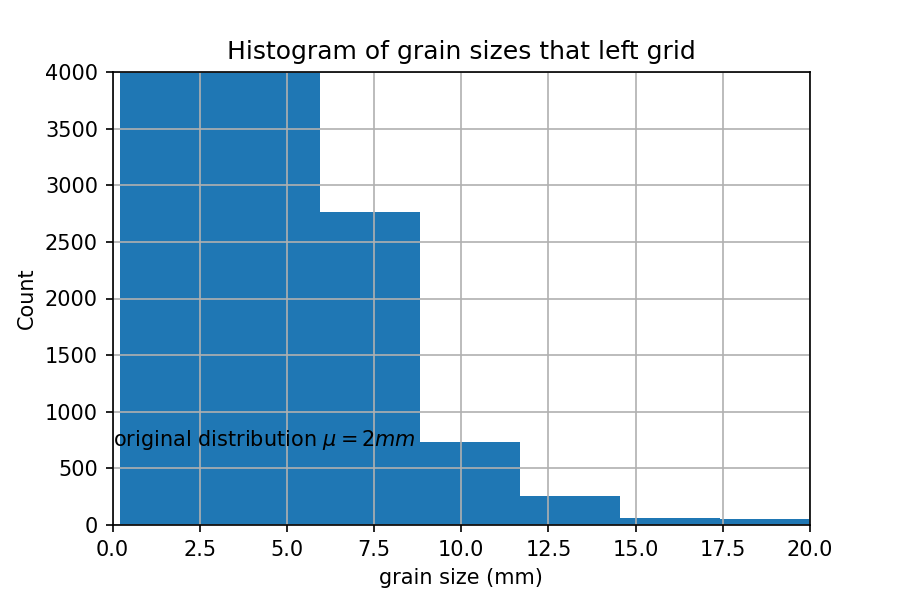 Histogram of grain sizes that left grid
4000
3500
3000
2500
2000
1500
1000
500
0
Count
original distribution μ = 2mm
0.0 2.5 5.0 7.5 10.0 12.5 15.0 17.5 20.0
grain size (mm)